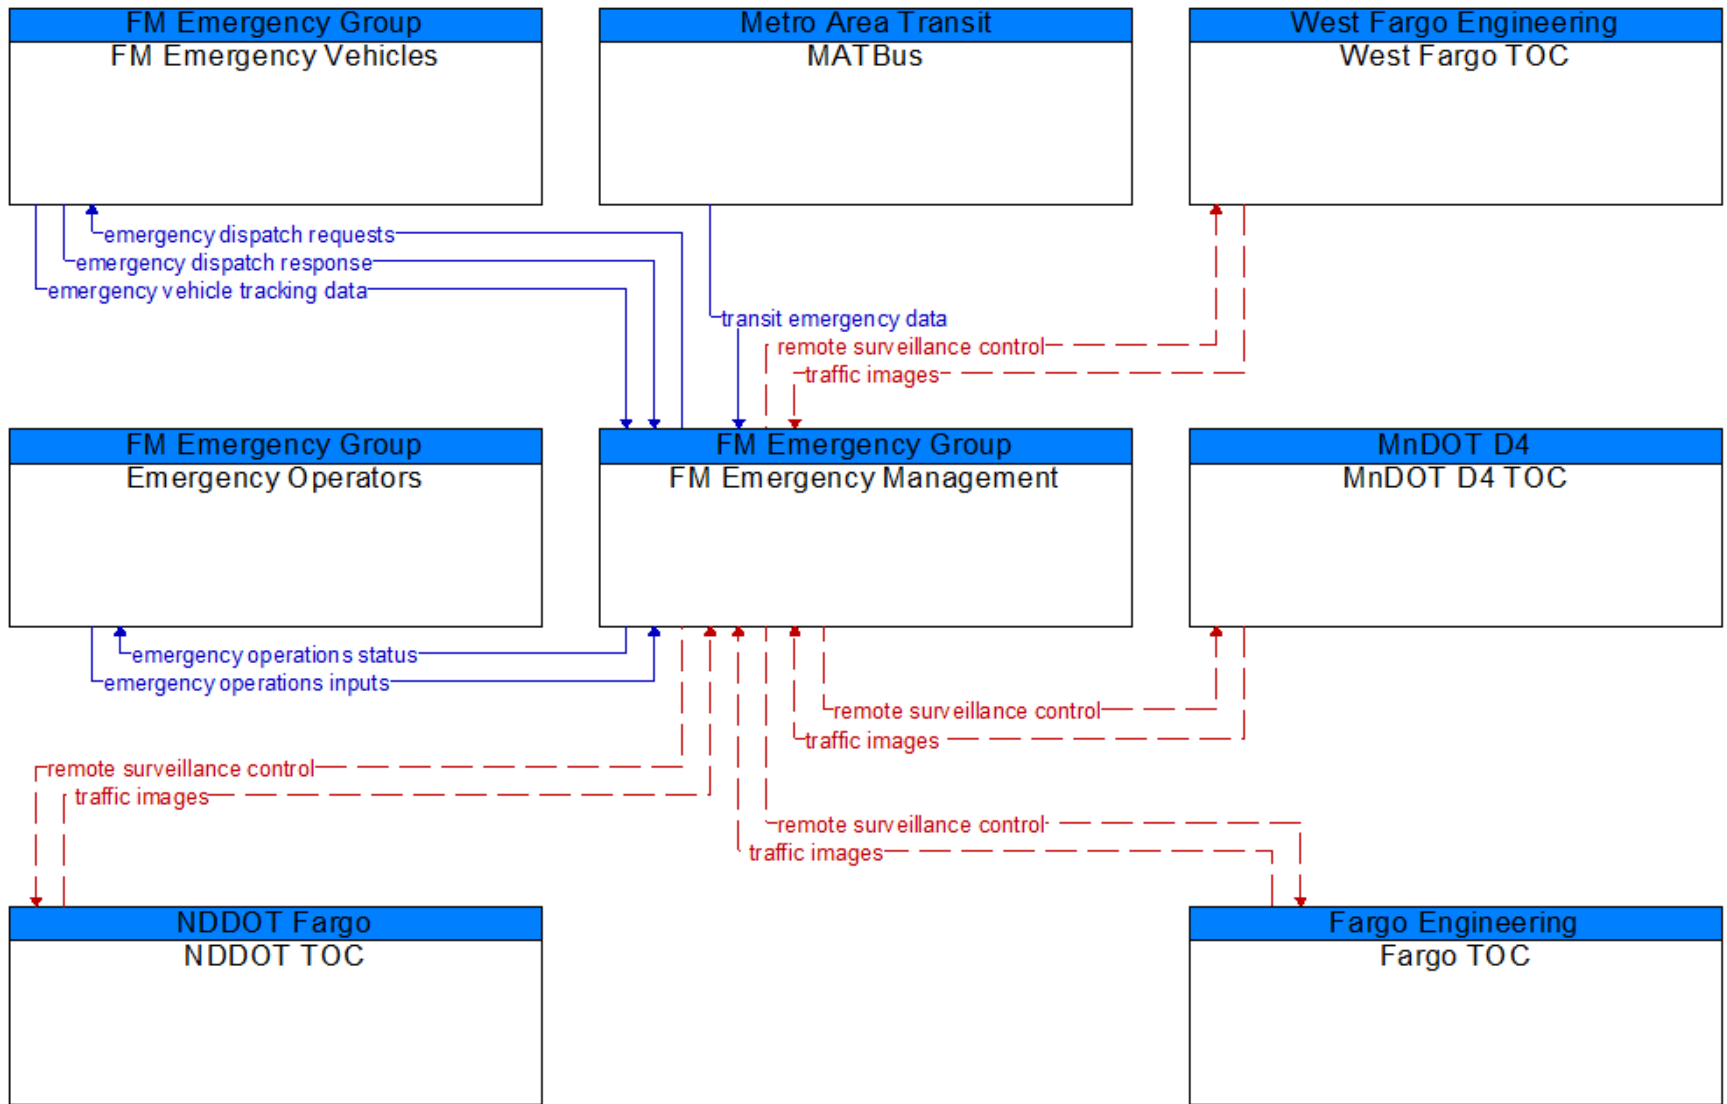 FM Emergency Group
FM Emergency Vehicles
Metro Area Transit
MATBus
West Fargo Engineering
West Fargo TOC
emergency dispatch requests
emergency dispatch response
emergency vehicle tracking data
transit emergency data
remote surveillance control
traffic images
FM Emergency Group
Emergency Operators
FM Emergency Group
FM Emergency Management
MnDOT D4
MnDOT D4 TOC
emergency operations status
emergency operations inputs
remote surveillance control
traffic images
remote surveillance control
traffic images
remote surveillance control
traffic images
NDDOT Fargo
NDDOT TOC
Fargo Engineering
Fargo TOC